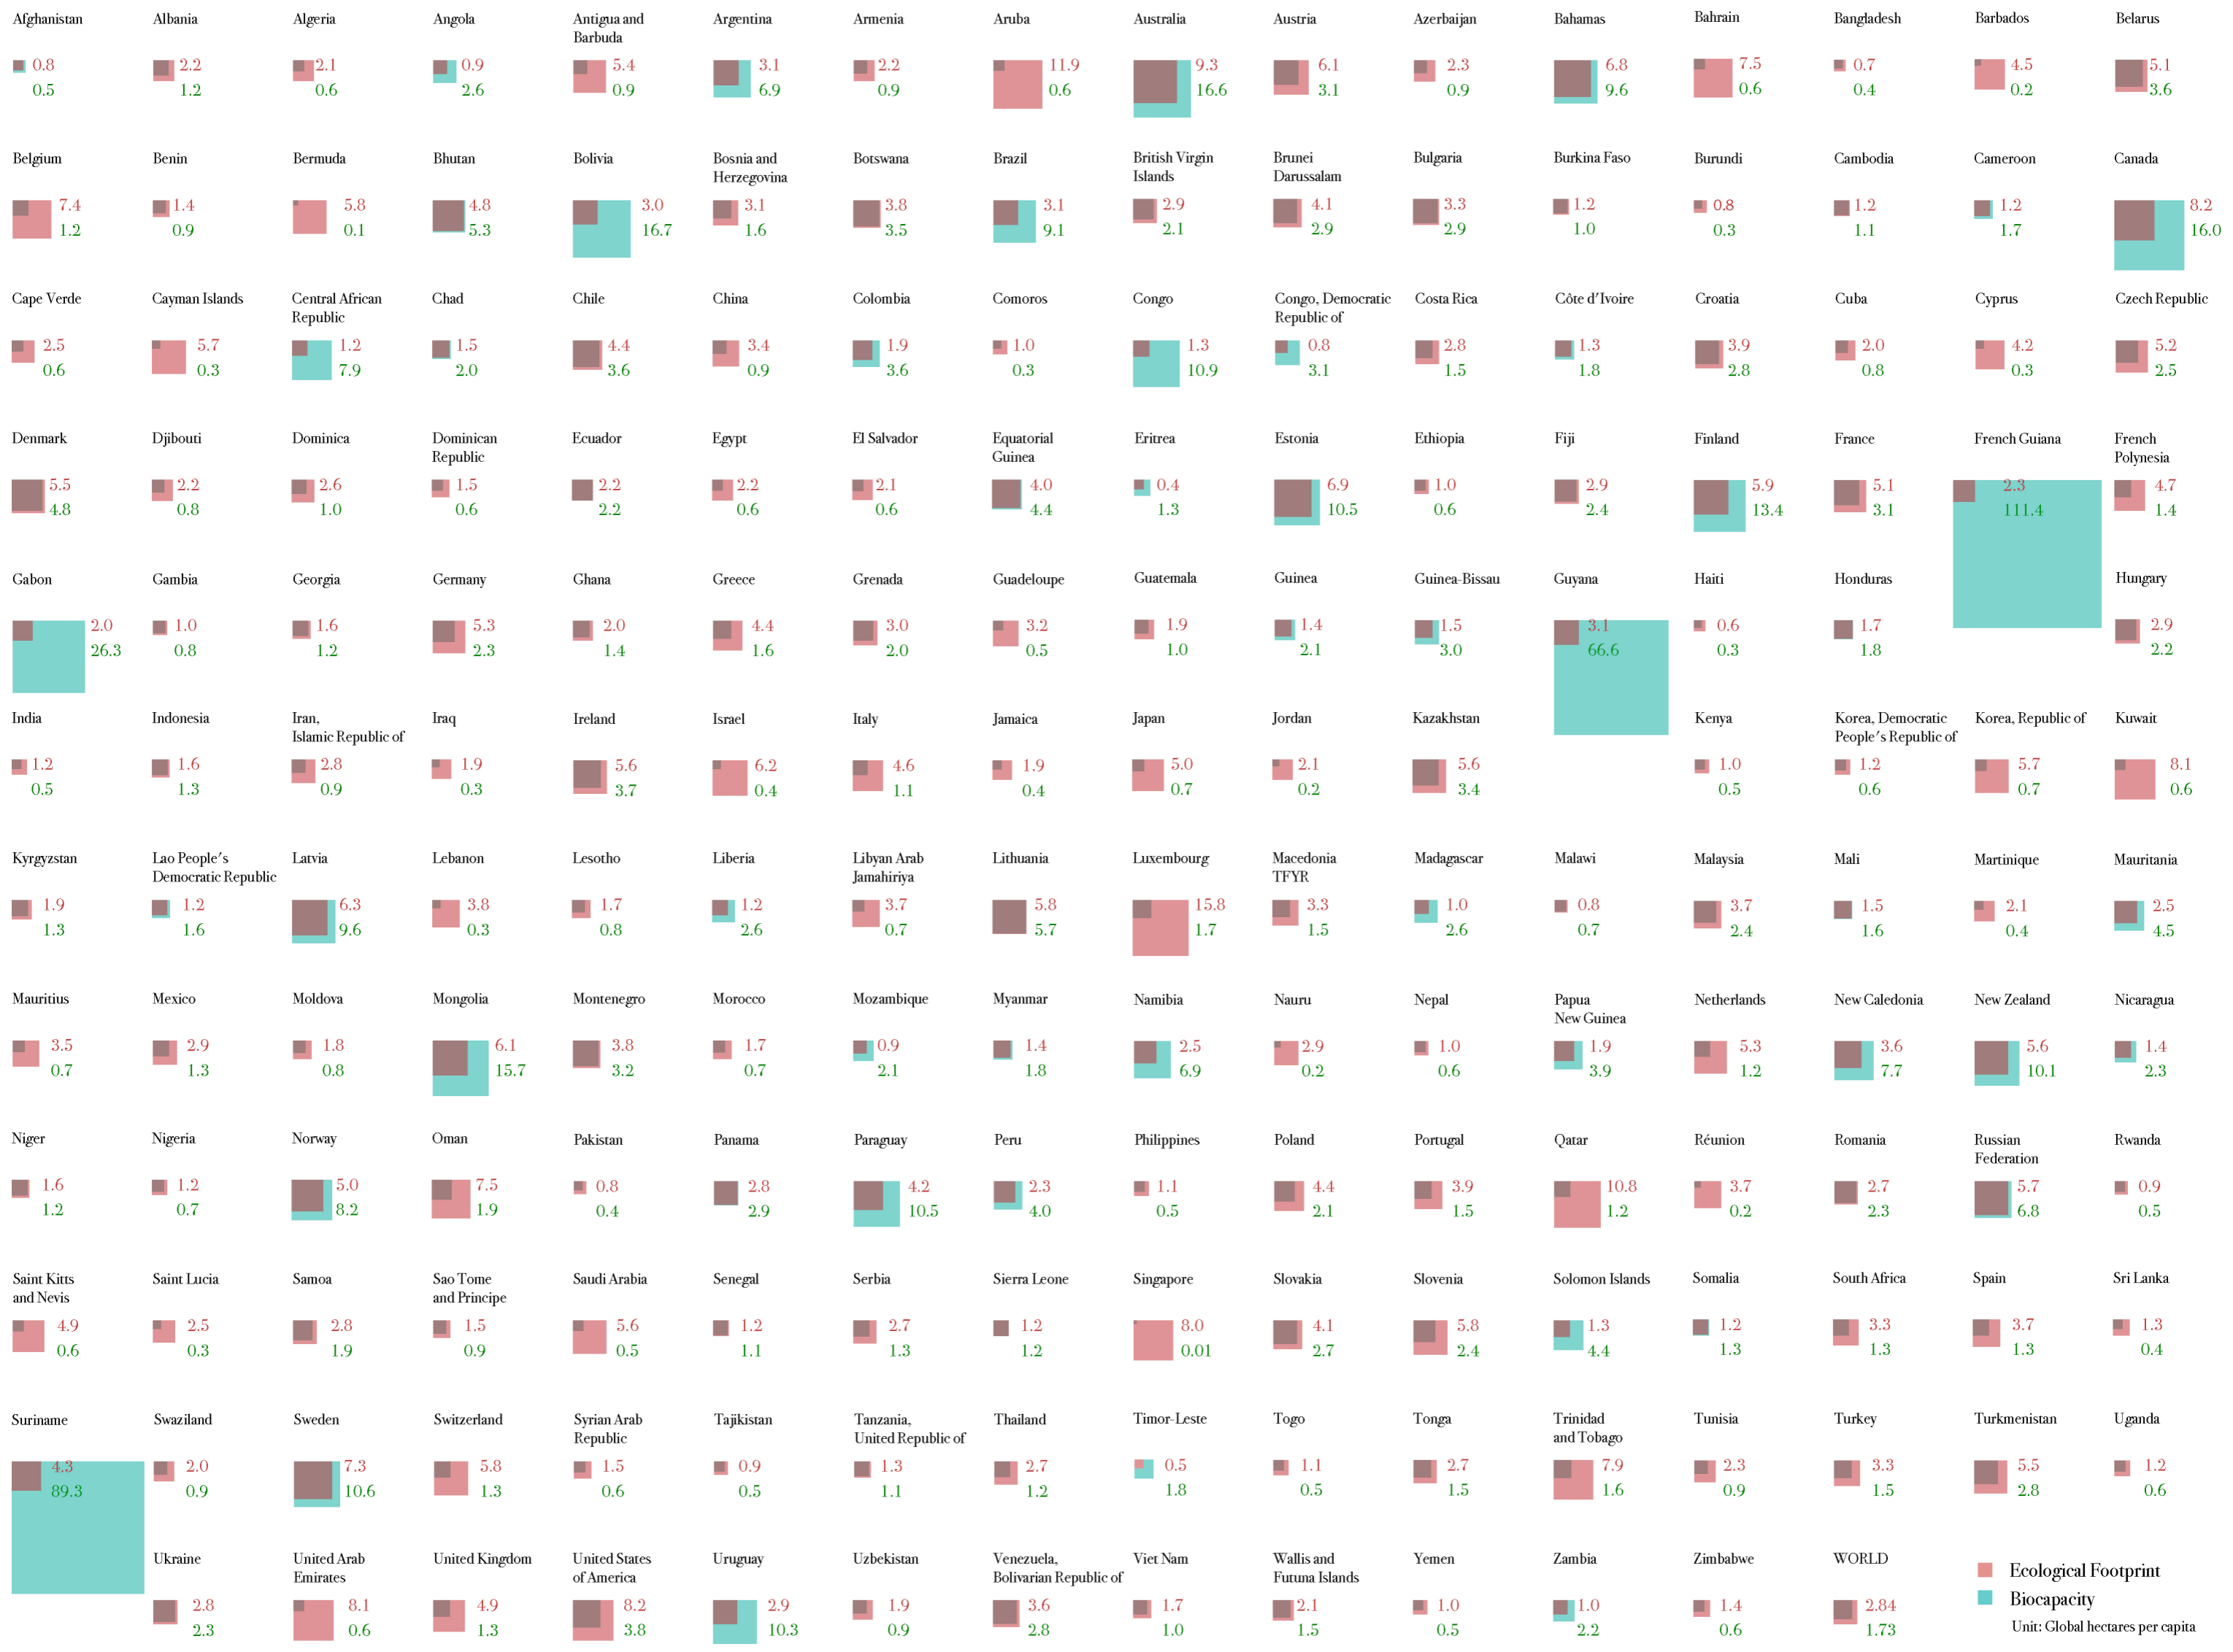 Afghanistan
0.8
0.5
Albania
2.2
1.2
Algeria
2.1
0.6
Angola
0.9
2.6
Antigua and
Barbuda
5.4
0.9
Argentina
3.1
6.9
Armenia
2.2
0.9
Aruba
11.9
0.6
Australia
9.3
16.6
Austria
6.1
3.1
Azerbaijan
2.3
0.9
Bahamas
6.8
9.6
Bahrain
7.5
0.6
Bangladesh
0.7
0.4
Barbados
4.5
0.2
Belarus
5.1
3.6
Belgium
7.4
1.2
Benin
1.4
0.9
Bermuda
5.8
0.1
Bhutan
4.8
5.3
Bolivia
3.0
16.7
Bosnia and
Herzegovina
3.1
1.6
Botswana
3.8
3.5
Brazil
3.1
9.1
British Virgin
Islands
2.9
2.1
Brunei
Darussalam
4.1
2.9
Bulgaria
3.3
2.9
Burkina Faso
1.2
1.0
Burundi
0.8
0.3
Cambodia
1.2
1.1
Cameroon
1.2
1.7
Canada
8.2
16.0
Cape Verde
2.5
0.6
Cayman Islands
5.7
0.3
Central African
Republic
1.2
7.9
Chad
1.5
2.0
Chile
4.4
3.6
China
3.4
0.9
Colombia
1.9
3.6
Comoros
1.0
0.3
Congo
1.3
10.9
Congo, Democratic
Republic of
0.8
3.1
Costa Rica
2.8
1.5
Côte d'Ivoire
1.3
1.8
Croatia
3.9
2.8
Cuba
2.0
0.8
Cyprus
4.2
0.3
Czech Republic
5.2
2.5
Denmark
5.5
4.8
Djibouti
2.2
0.8
Dominica
2.6
1.0
Dominican
Republic
1.5
0.6
Ecuador
2.2
2.2
Egypt
2.2
0.6
El Salvador
2.1
0.6
Equatorial
Guinea
4.0
4.4
Eritrea
0.4
1.3
Estonia
6.9
10.5
Ethiopia
1.0
0.6
Fiji
2.9
2.4
Finland
5.9
13.4
France
5.1
3.1
French Guiana
2.3
111.4
French
Polynesia
4.7
1.4
Gabon
2.0
26.3
Gambia
1.0
0.8
Georgia
1.6
1.2
Germany
5.3
2.3
Ghana
2.0
1.4
Greece
4.4
1.6
Grenada
3.0
2.0
Guadeloupe
3.2
0.5
Guatemala
1.9
1.0
Guinea
1.4
2.1
Guinea-Bissau
1.5
3.0
Guyana
3.1
66.6
Haiti
0.6
0.3
Honduras
1.7
1.8
Hungary
2.9
2.2
India
1.2
0.5
Indonesia
1.6
1.3
Iran,
Islamic Republic of
2.8
0.9
Iraq
1.9
0.3
Ireland
5.6
3.7
Israel
6.2
0.4
Italy
4.6
1.1
Jamaica
1.9
0.4
Japan
5.0
0.7
Jordan
2.1
0.2
Kazakhstan
5.6
3.4
Kenya
1.0
0.5
Korea, Democratic
People's Republic of
1.2
0.6
Korea, Republic of
5.7
0.7
Kuwait
8.1
0.6
Kyrgyzstan
1.9
1.3
Lao People's
Democratic Republic
1.2
1.6
Latvia
6.3
9.6
Lebanon
3.8
0.3
Lesotho
1.7
0.8
Liberia
1.2
2.6
Libyan Arab
Jamahiriya
3.7
0.7
Lithuania
5.8
5.7
Luxembourg
15.8
1.7
Macedonia
TFYR
3.3
1.5
Madagascar
1.0
2.6
Malawi
0.8
0.7
Malaysia
3.7
2.4
Mali
1.5
1.6
Martinique
2.1
0.4
Mauritania
2.5
4.5
Mauritius
3.5
0.7
Mexico
2.9
1.3
Moldova
1.8
0.8
Mongolia
6.1
15.7
Montenegro
3.8
3.2
Morocco
1.7
0.7
Mozambique
0.9
2.1
Myanmar
1.4
1.8
Namibia
2.5
6.9
Nauru
2.9
0.2
Nepal
1.0
0.6
Papua
New Guinea
1.9
3.9
Netherlands
5.3
1.2
New Caledonia
3.6
7.7
New Zealand
5.6
10.1
Nicaragua
1.4
2.3
Niger
1.6
1.2
Nigeria
1.2
0.7
Norway
5.0
8.2
Oman
7.5
1.9
Pakistan
0.8
0.4
Panama
2.8
2.9
Paraguay
4.2
10.5
Peru
2.3
4.0
Philippines
1.1
0.5
Poland
4.4
2.1
Portugal
3.9
1.5
Qatar
10.8
1.2
Réunion
3.7
0.2
Romania
2.7
2.3
Russian
Federation
5.7
6.8
Rwanda
0.9
0.5
Saint Kitts
and Nevis
4.9
0.6
Saint Lucia
2.5
0.3
Samoa
2.8
1.9
Sao Tome
and Principe
1.5
0.9
Saudi Arabia
5.6
0.5
Senegal
1.2
1.1
Serbia
2.7
1.3
Sierra Leone
1.2
1.2
Singapore
8.0
0.01
Slovakia
4.1
2.7
Slovenia
5.8
2.4
Solomon Islands
1.3
4.4
Somalia
1.2
1.3
South Africa
3.3
1.3
Spain
3.7
1.3
Sri Lanka
1.3
0.4
Suriname
4.3
89.3
Swaziland
2.0
0.9
Sweden
7.3
10.6
Switzerland
5.8
1.3
Syrian Arab
Republic
1.5
0.6
Tajikistan
0.9
0.5
Tanzania,
United Republic of
1.3
1.1
Thailand
2.7
1.2
Timor-Leste
0.5
1.8
Togo
1.1
0.5
Tonga
2.7
1.5
Trinidad
and Tobago
7.9
1.6
Tunisia
2.3
0.9
Turkey
3.3
1.5
Turkmenistan
5.5
2.8
Uganda
1.2
0.6
Ukraine
2.8
2.3
United Arab
Emirates
8.1
0.6
United Kingdom
4.9
1.3
United States
of America
8.2
3.8
Uruguay
2.9
10.3
Uzbekistan
1.9
0.9
Venezuela,
Bolivarian Republic of
3.6
2.8
Viet Nam
1.7
1.0
Wallis and
Futuna Islands
2.1
1.5
Yemen
1.0
0.5
Zambia
1.0
2.2
Zimbabwe
1.4
0.6
WORLD
2.84
1.73
Ecological Footprint
Biocapacity
Unit: Global hectares per capita